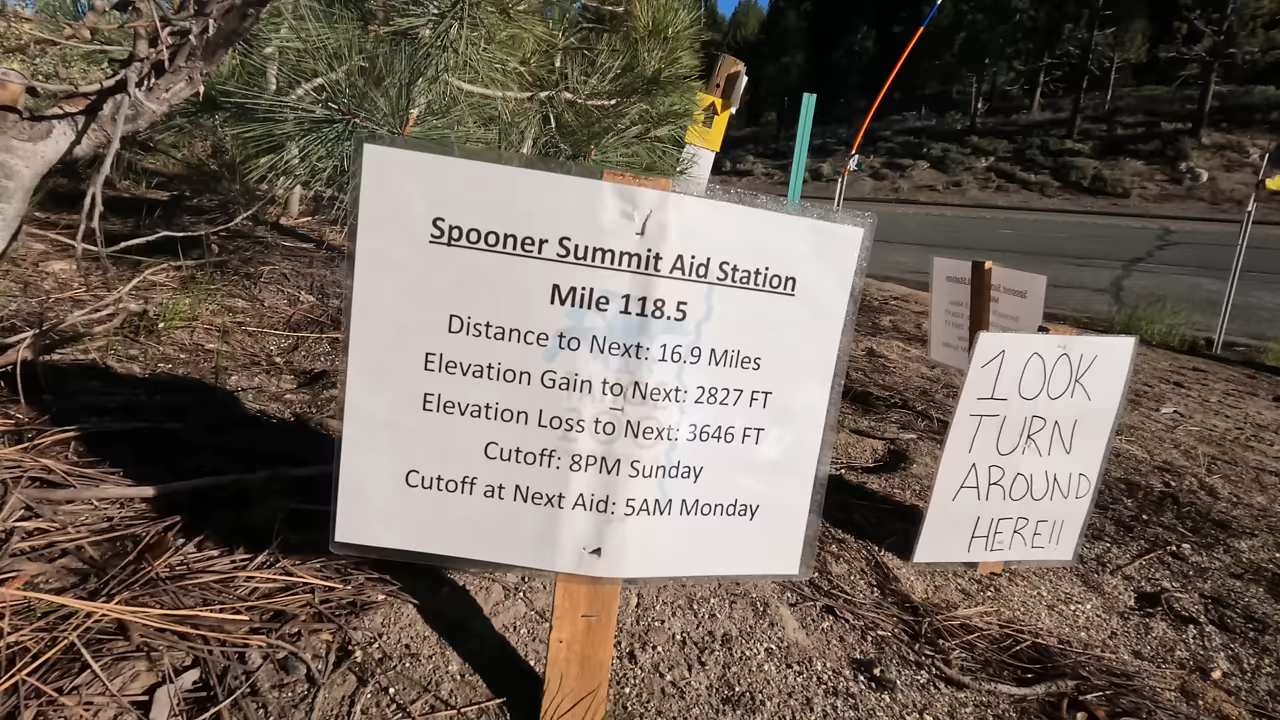 Spooner Summit Aid Station
Mile 118.5
Distance to Next: 16.9 Miles
Elevation Gain to Next: 2827 FT
Elevation Loss to Next: 3646 FT
Cutoff: 8PM Sunday
Cutoff at Next Aid: 5AM Monday
100K
TURN
AROUND
HERE!!